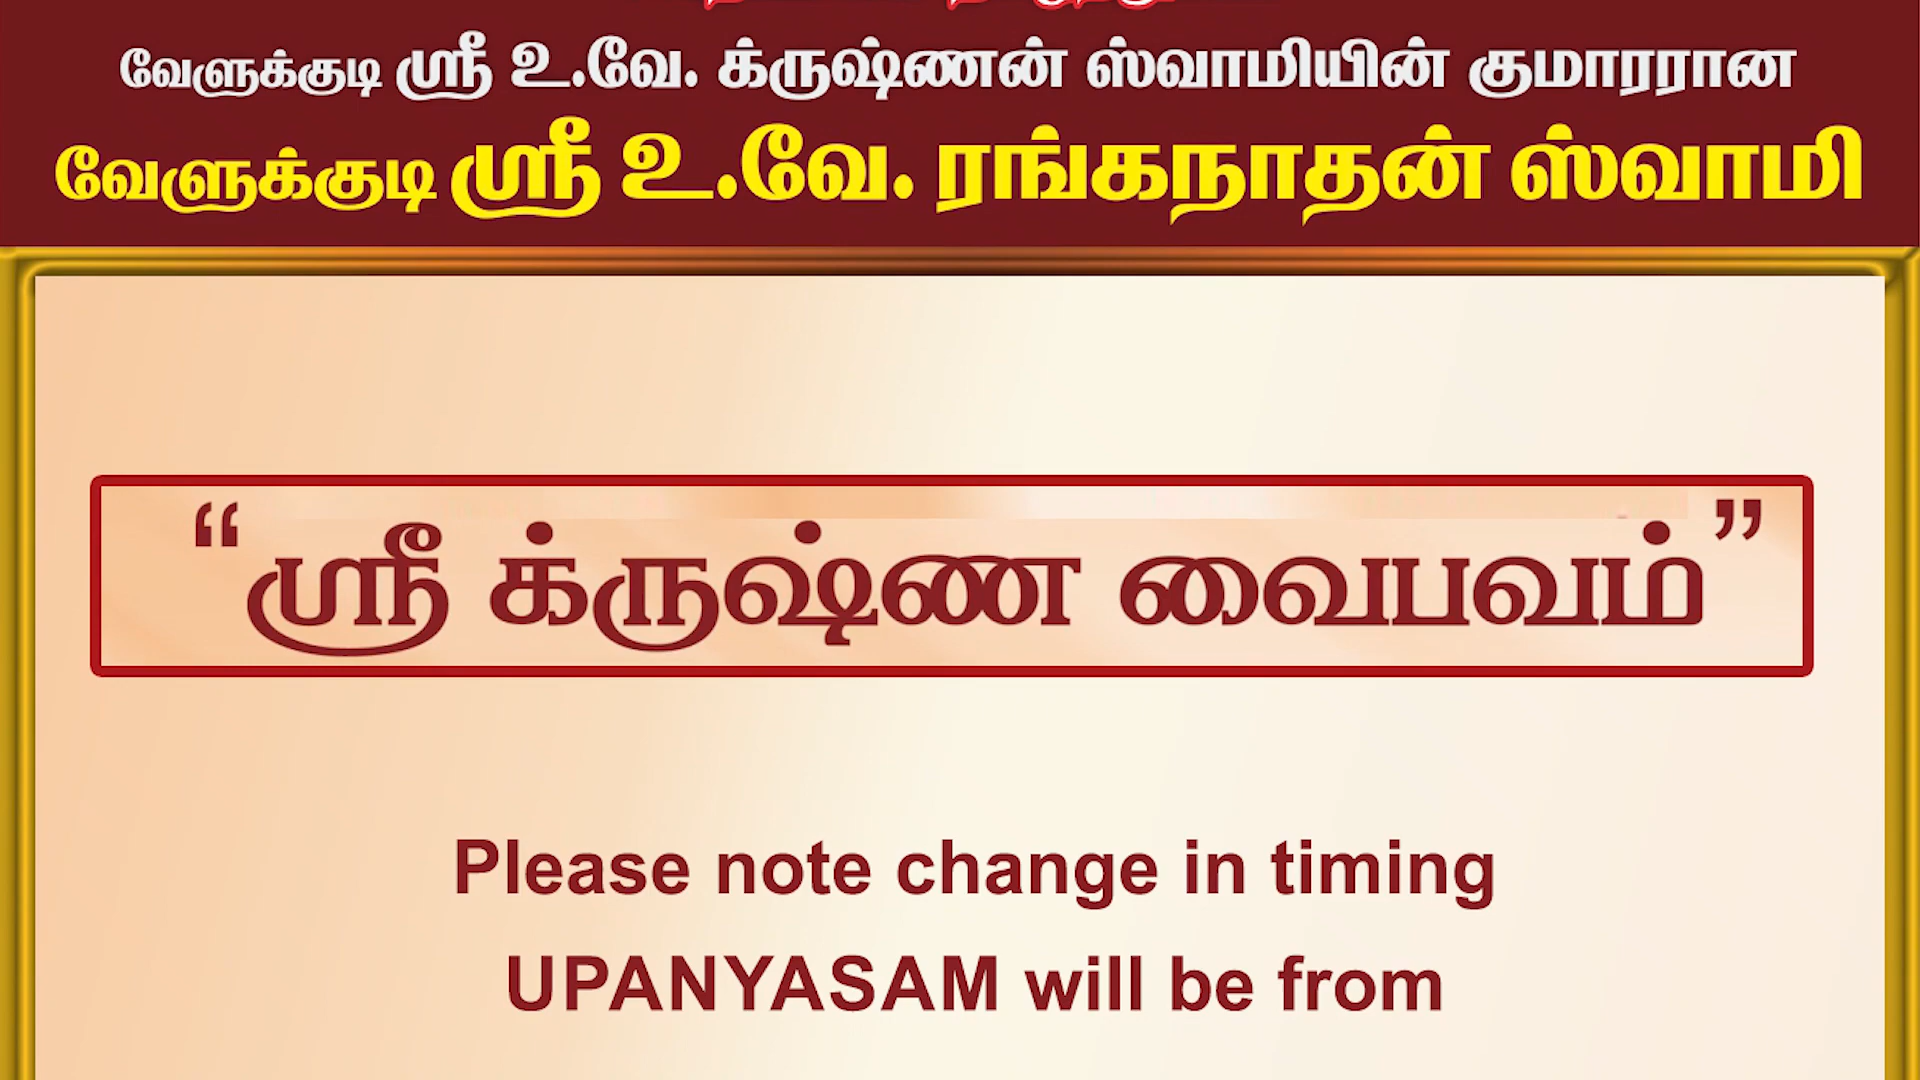 வேளுக்குடி ஸ்ரீ உ.வே. க்ருஷ்ணன் ஸ்வாமியின் குமாரரான
வேளுக்குடி ஸ்ரீ உ.வே. ரங்கநாதன் ஸ்வாமி
“ஸ்ரீ க்ருஷ்ண வைபவம்”
Please note change in timing
UPANYASAM will be from